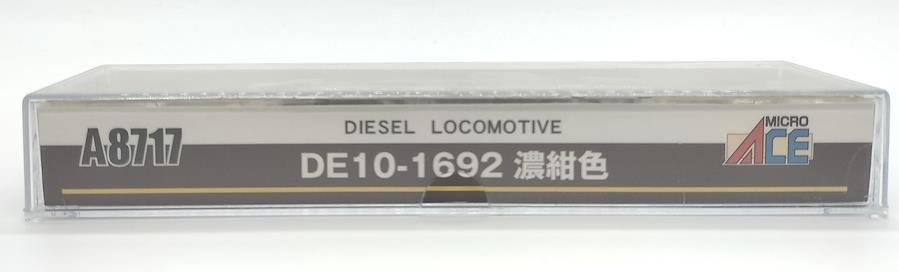 A8717
DIESEL LOCOMOTIVE
DE10-1692 濃紺色
MICRO
ACE